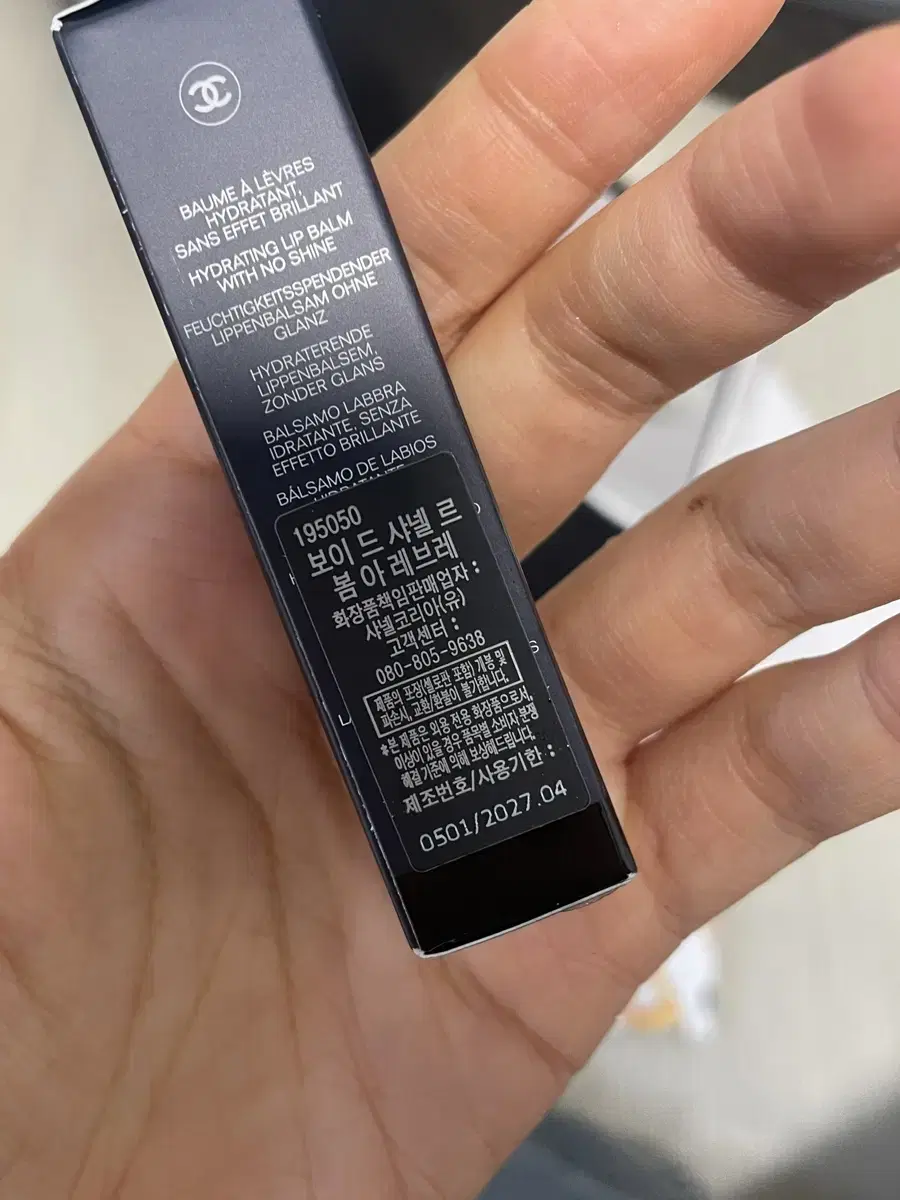 BAUME À LÈVRES
HYDRATANT,
SANS EFFET BRILLANT
HYDRATING LIP BALM
WITH NO SHINE
FEUCHTIGKEITSSPENDENDER
LIPPENBALSAM OHNE
GLANZ
HYDRATERENDE
LIPPENBALSEM,
ZONDER GLANS
BALSAMO LABBRA
IDRATANTE, SENZA
EFFETTO BRILLANTE
BÁLSAMO DE LABIOS
195050
보이 드 샤넬 르
봄 아 레브레
화장품책임판매업자 :
샤넬코리아(유)
고객센터 :
080-805-9638
제품의 포장(셀로판 포함) 개봉 및
파손시, 교환/환불이 불가합니다.
*본 제품은 외용 전용 화장품으로서,
이상이 있을 경우 품목별 소비자 분쟁
해결 기준에 의해 보상해드립니다.
제조번호/사용기한 :
0501/2027.04